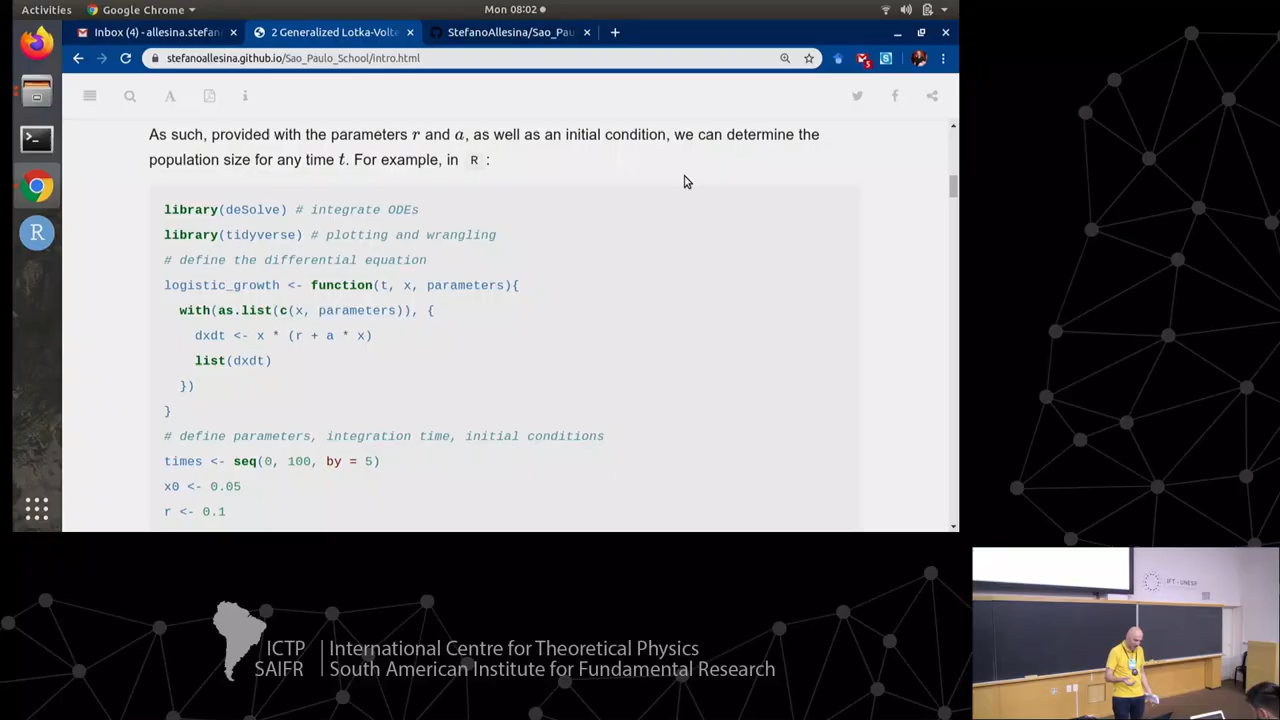 Activities
Google Chrome
Mon 08:02
Inbox (4) - allesina.stefan
2 Generalized Lotka-Volte
StefanoAllesina/Sao_Pau
stefanoallesina.github.io/Sao_Paulo_School/intro.html
As such, provided with the parameters r and a, as well as an initial condition, we can determine the
population size for any time t. For example, in R :
library(deSolve) # integrate ODEs
library(tidyverse) # plotting and wrangling
# define the differential equation
logistic_growth <- function(t, x, parameters){
with(as.list(c(x, parameters)), {
dxdt <- x * (r + a * x)
list(dxdt)
})
}
# define parameters, integration time, initial conditions
times <- seq(0, 100, by = 5)
x0 <- 0.05
r <- 0.1
IFT - UNESP
ICTP
SAIFR
International Centre for Theoretical Physics
South American Institute for Fundamental Research